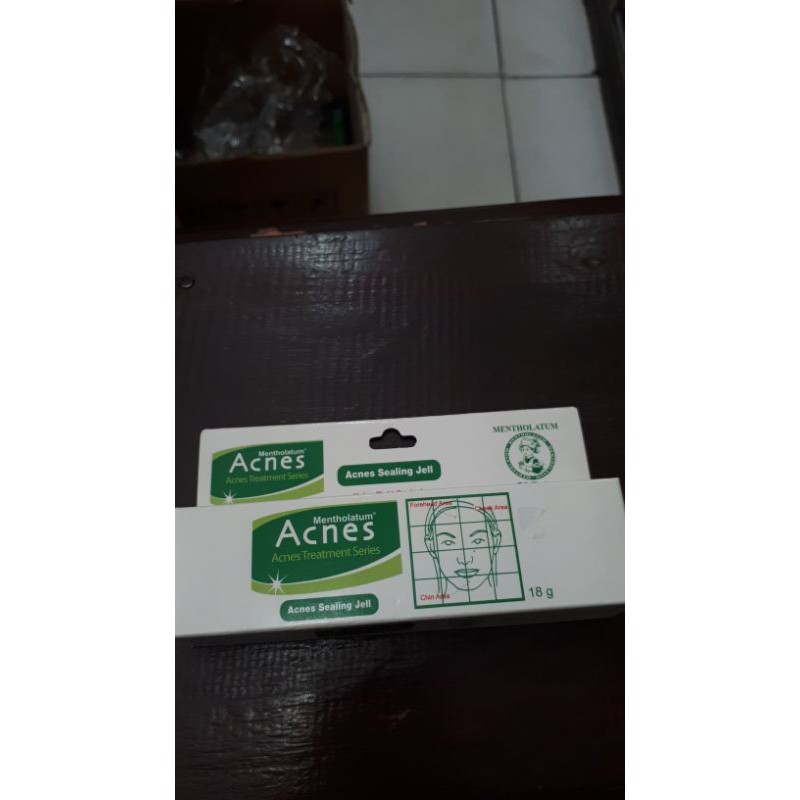 Mentholatum
Acnes
Acnes Treatment Series
Acnes Sealing Jell
MENTHOLATUM
Mentholatum
Acnes
Acnes Treatment Series
Acnes Sealing Jell
Forehead Area
Cheek Area
Chin Area
18 g